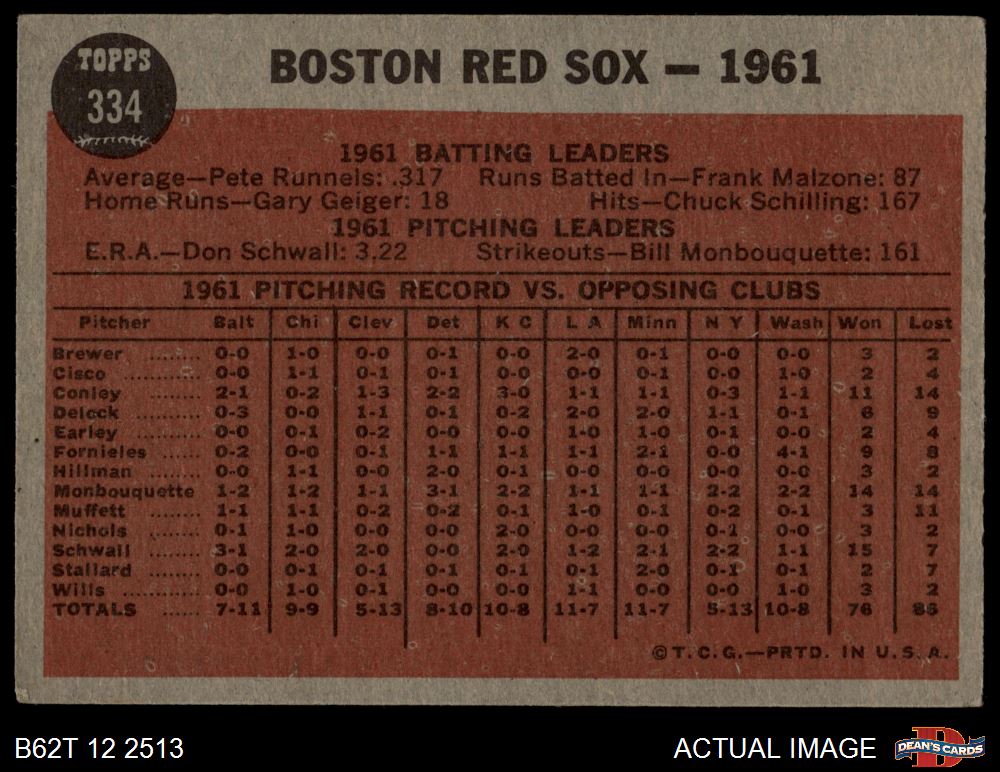 TOPPS
334
BOSTON RED SOX — 1961
1961 BATTING LEADERS
Average—Pete Runnels: .317 Runs Batted In—Frank Malzone: 87
Home Runs—Gary Geiger: 18 Hits—Chuck Schilling: 167
1961 PITCHING LEADERS
E.R.A.—Don Schwall: 3.22 Strikeouts—Bill Monbouquette: 161
1961 PITCHING RECORD VS. OPPOSING CLUBS
Pitcher Balt Chi Clev Det K C L A Minn N Y Wash Won Lost
Brewer ........ 0-0 1-0 0-0 0-1 0-0 2-0 0-1 0-0 0-0 3 2
Cisco ........... 0-0 1-1 0-1 0-1 0-0 0-0 0-1 0-0 1-0 2 4
Conley ......... 2-1 0-2 1-3 2-2 3-0 1-1 1-1 0-3 1-1 11 14
Delock ......... 0-3 0-0 1-1 0-1 0-2 2-0 2-0 1-1 0-1 6 9
Earley .......... 0-0 0-1 0-2 0-0 0-0 1-0 1-0 0-1 0-0 2 4
Fornieles ...... 0-2 0-0 0-1 1-1 1-1 1-1 2-1 0-0 4-1 9 8
Hillman ........ 0-0 1-1 0-0 2-0 0-1 0-0 0-0 0-0 0-0 3 2
Monbouquette 1-2 1-2 1-1 3-1 2-2 1-1 1-1 2-2 2-2 14 14
Muffett ........ 1-1 1-1 0-2 0-2 0-1 1-0 0-1 0-2 0-1 3 11
Nichols ........ 0-1 1-0 0-0 0-0 2-0 0-0 0-0 0-1 0-0 3 2
Schwall ........ 3-1 2-0 2-0 0-0 2-0 1-2 2-1 2-2 1-1 15 7
Stallard ........ 0-0 0-1 0-1 0-1 0-1 0-1 2-0 0-1 0-1 2 7
Wills ............ 0-0 1-0 0-1 0-0 0-0 1-1 0-0 0-0 1-0 3 2
TOTALS ...... 7-11 9-9 5-13 8-10 10-8 11-7 11-7 5-13 10-8 76 86
© T.C.G.—PRTD. IN U.S.A.
B62T 12 2513 ACTUAL IMAGE
D
DEAN'S CARDS